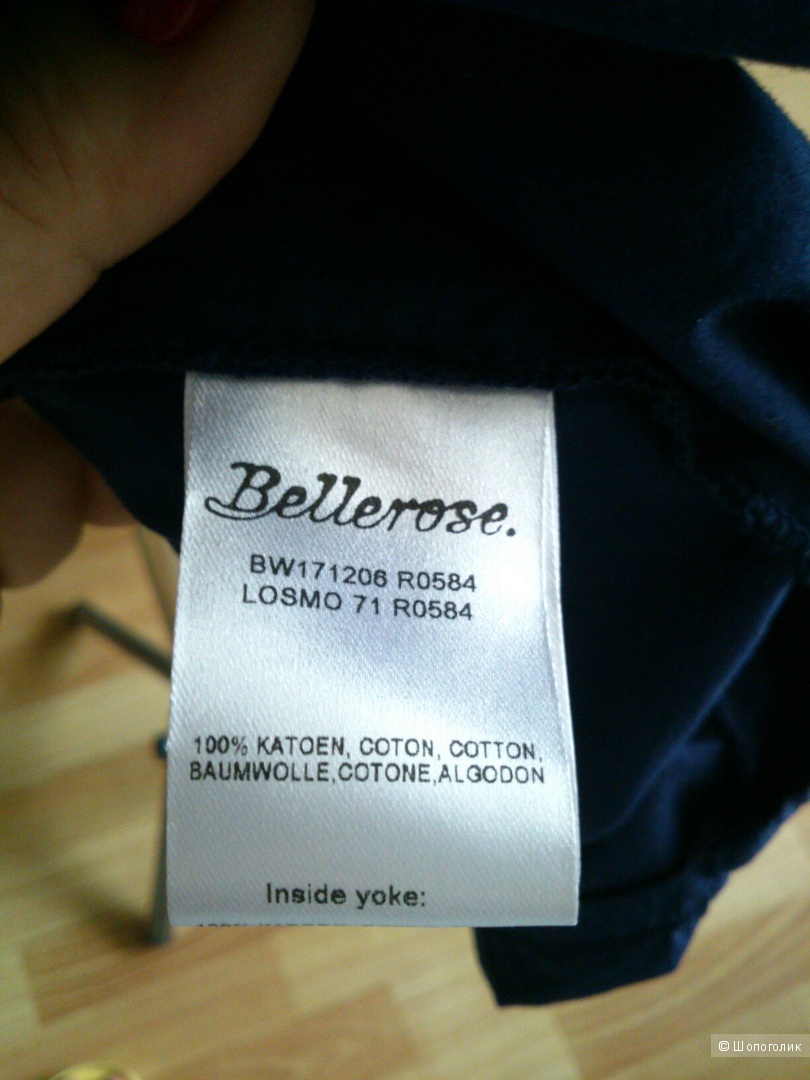 Bellerose.
BW171206 R0584
LOSMO 71 R0584
100% KATOEN, COTON, COTTON,
BAUMWOLLE,COTONE,ALGODON
Inside yoke:
© Шопоголик